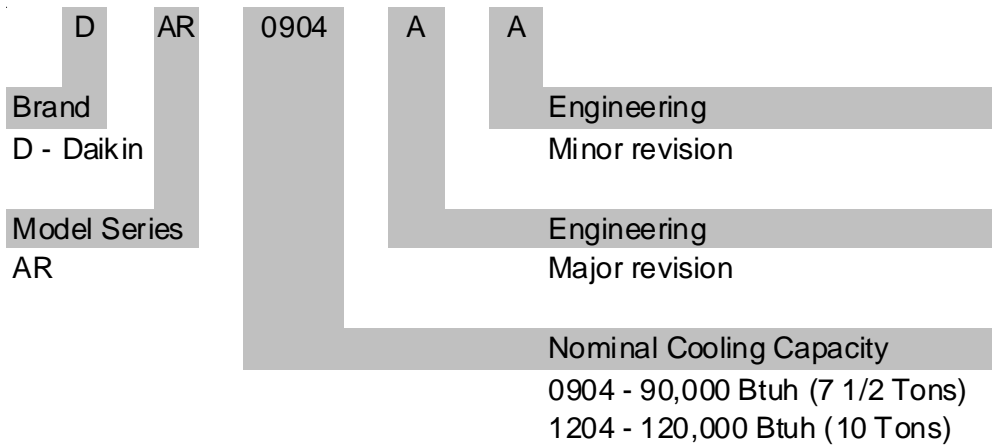 D AR 0904 A A
Brand Engineering
D - Daikin Minor revision
Model Series Engineering
AR Major revision
Nominal Cooling Capacity
0904 - 90,000 Btuh (7 1/2 Tons)
1204 - 120,000 Btuh (10 Tons)